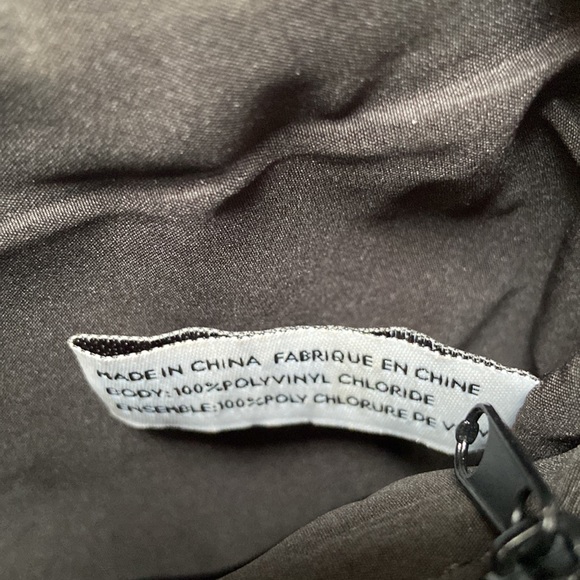 MADE IN CHINA FABRIQUE EN CHINE
BODY:100%POLYVINYL CHLORIDE
ENSEMBLE:100%POLY CHLORURE DE